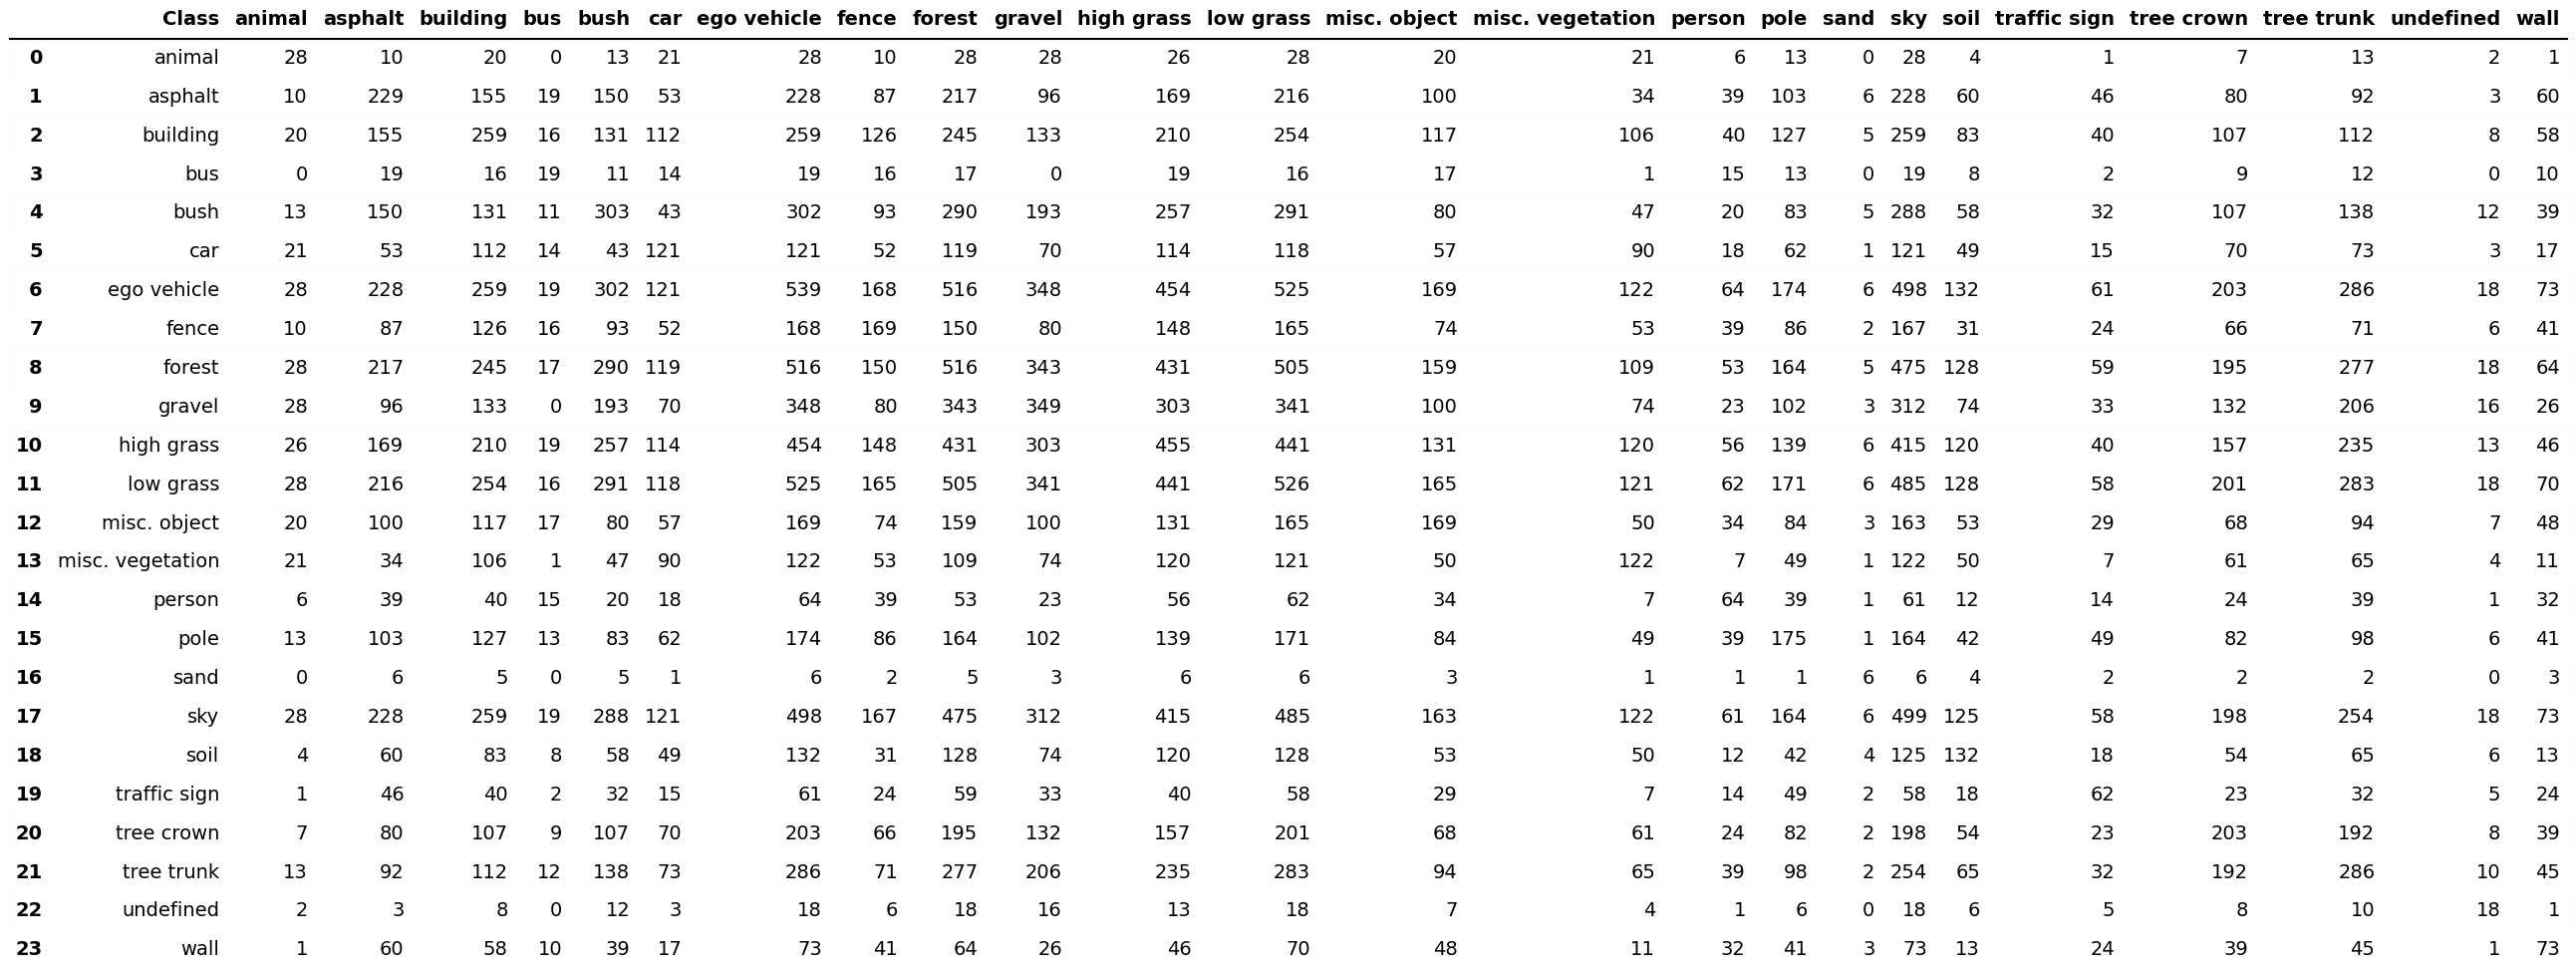 Class animal asphalt building bus bush car ego vehicle fence forest gravel high grass low grass misc. object misc. vegetation person pole sand sky soil traffic sign tree crown tree trunk undefined wall
0 animal 28 10 20 0 13 21 28 10 28 28 26 28 20 21 6 13 0 28 4 1 7 13 2 1
1 asphalt 10 229 155 19 150 53 228 87 217 96 169 216 100 34 39 103 6 228 60 46 80 92 3 60
2 building 20 155 259 16 131 112 259 126 245 133 210 254 117 106 40 127 5 259 83 40 107 112 8 58
3 bus 0 19 16 19 11 14 19 16 17 0 19 16 17 1 15 13 0 19 8 2 9 12 0 10
4 bush 13 150 131 11 303 43 302 93 290 193 257 291 80 47 20 83 5 288 58 32 107 138 12 39
5 car 21 53 112 14 43 121 121 52 119 70 114 118 57 90 18 62 1 121 49 15 70 73 3 17
6 ego vehicle 28 228 259 19 302 121 539 168 516 348 454 525 169 122 64 174 6 498 132 61 203 286 18 73
7 fence 10 87 126 16 93 52 168 169 150 80 148 165 74 53 39 86 2 167 31 24 66 71 6 41
8 forest 28 217 245 17 290 119 516 150 516 343 431 505 159 109 53 164 5 475 128 59 195 277 18 64
9 gravel 28 96 133 0 193 70 348 80 343 349 303 341 100 74 23 102 3 312 74 33 132 206 16 26
10 high grass 26 169 210 19 257 114 454 148 431 303 455 441 131 120 56 139 6 415 120 40 157 235 13 46
11 low grass 28 216 254 16 291 118 525 165 505 341 441 526 165 121 62 171 6 485 128 58 201 283 18 70
12 misc. object 20 100 117 17 80 57 169 74 159 100 131 165 169 50 34 84 3 163 53 29 68 94 7 48
13 misc. vegetation 21 34 106 1 47 90 122 53 109 74 120 121 50 122 7 49 1 122 50 7 61 65 4 11
14 person 6 39 40 15 20 18 64 39 53 23 56 62 34 7 64 39 1 61 12 14 24 39 1 32
15 pole 13 103 127 13 83 62 174 86 164 102 139 171 84 49 39 175 1 164 42 49 82 98 6 41
16 sand 0 6 5 0 5 1 6 2 5 3 6 6 3 1 1 1 6 6 4 2 2 2 0 3
17 sky 28 228 259 19 288 121 498 167 475 312 415 485 163 122 61 164 6 499 125 58 198 254 18 73
18 soil 4 60 83 8 58 49 132 31 128 74 120 128 53 50 12 42 4 125 132 18 54 65 6 13
19 traffic sign 1 46 40 2 32 15 61 24 59 33 40 58 29 7 14 49 2 58 18 62 23 32 5 24
20 tree crown 7 80 107 9 107 70 203 66 195 132 157 201 68 61 24 82 2 198 54 23 203 192 8 39
21 tree trunk 13 92 112 12 138 73 286 71 277 206 235 283 94 65 39 98 2 254 65 32 192 286 10 45
22 undefined 2 3 8 0 12 3 18 6 18 16 13 18 7 4 1 6 0 18 6 5 8 10 18 1
23 wall 1 60 58 10 39 17 73 41 64 26 46 70 48 11 32 41 3 73 13 24 39 45 1 73